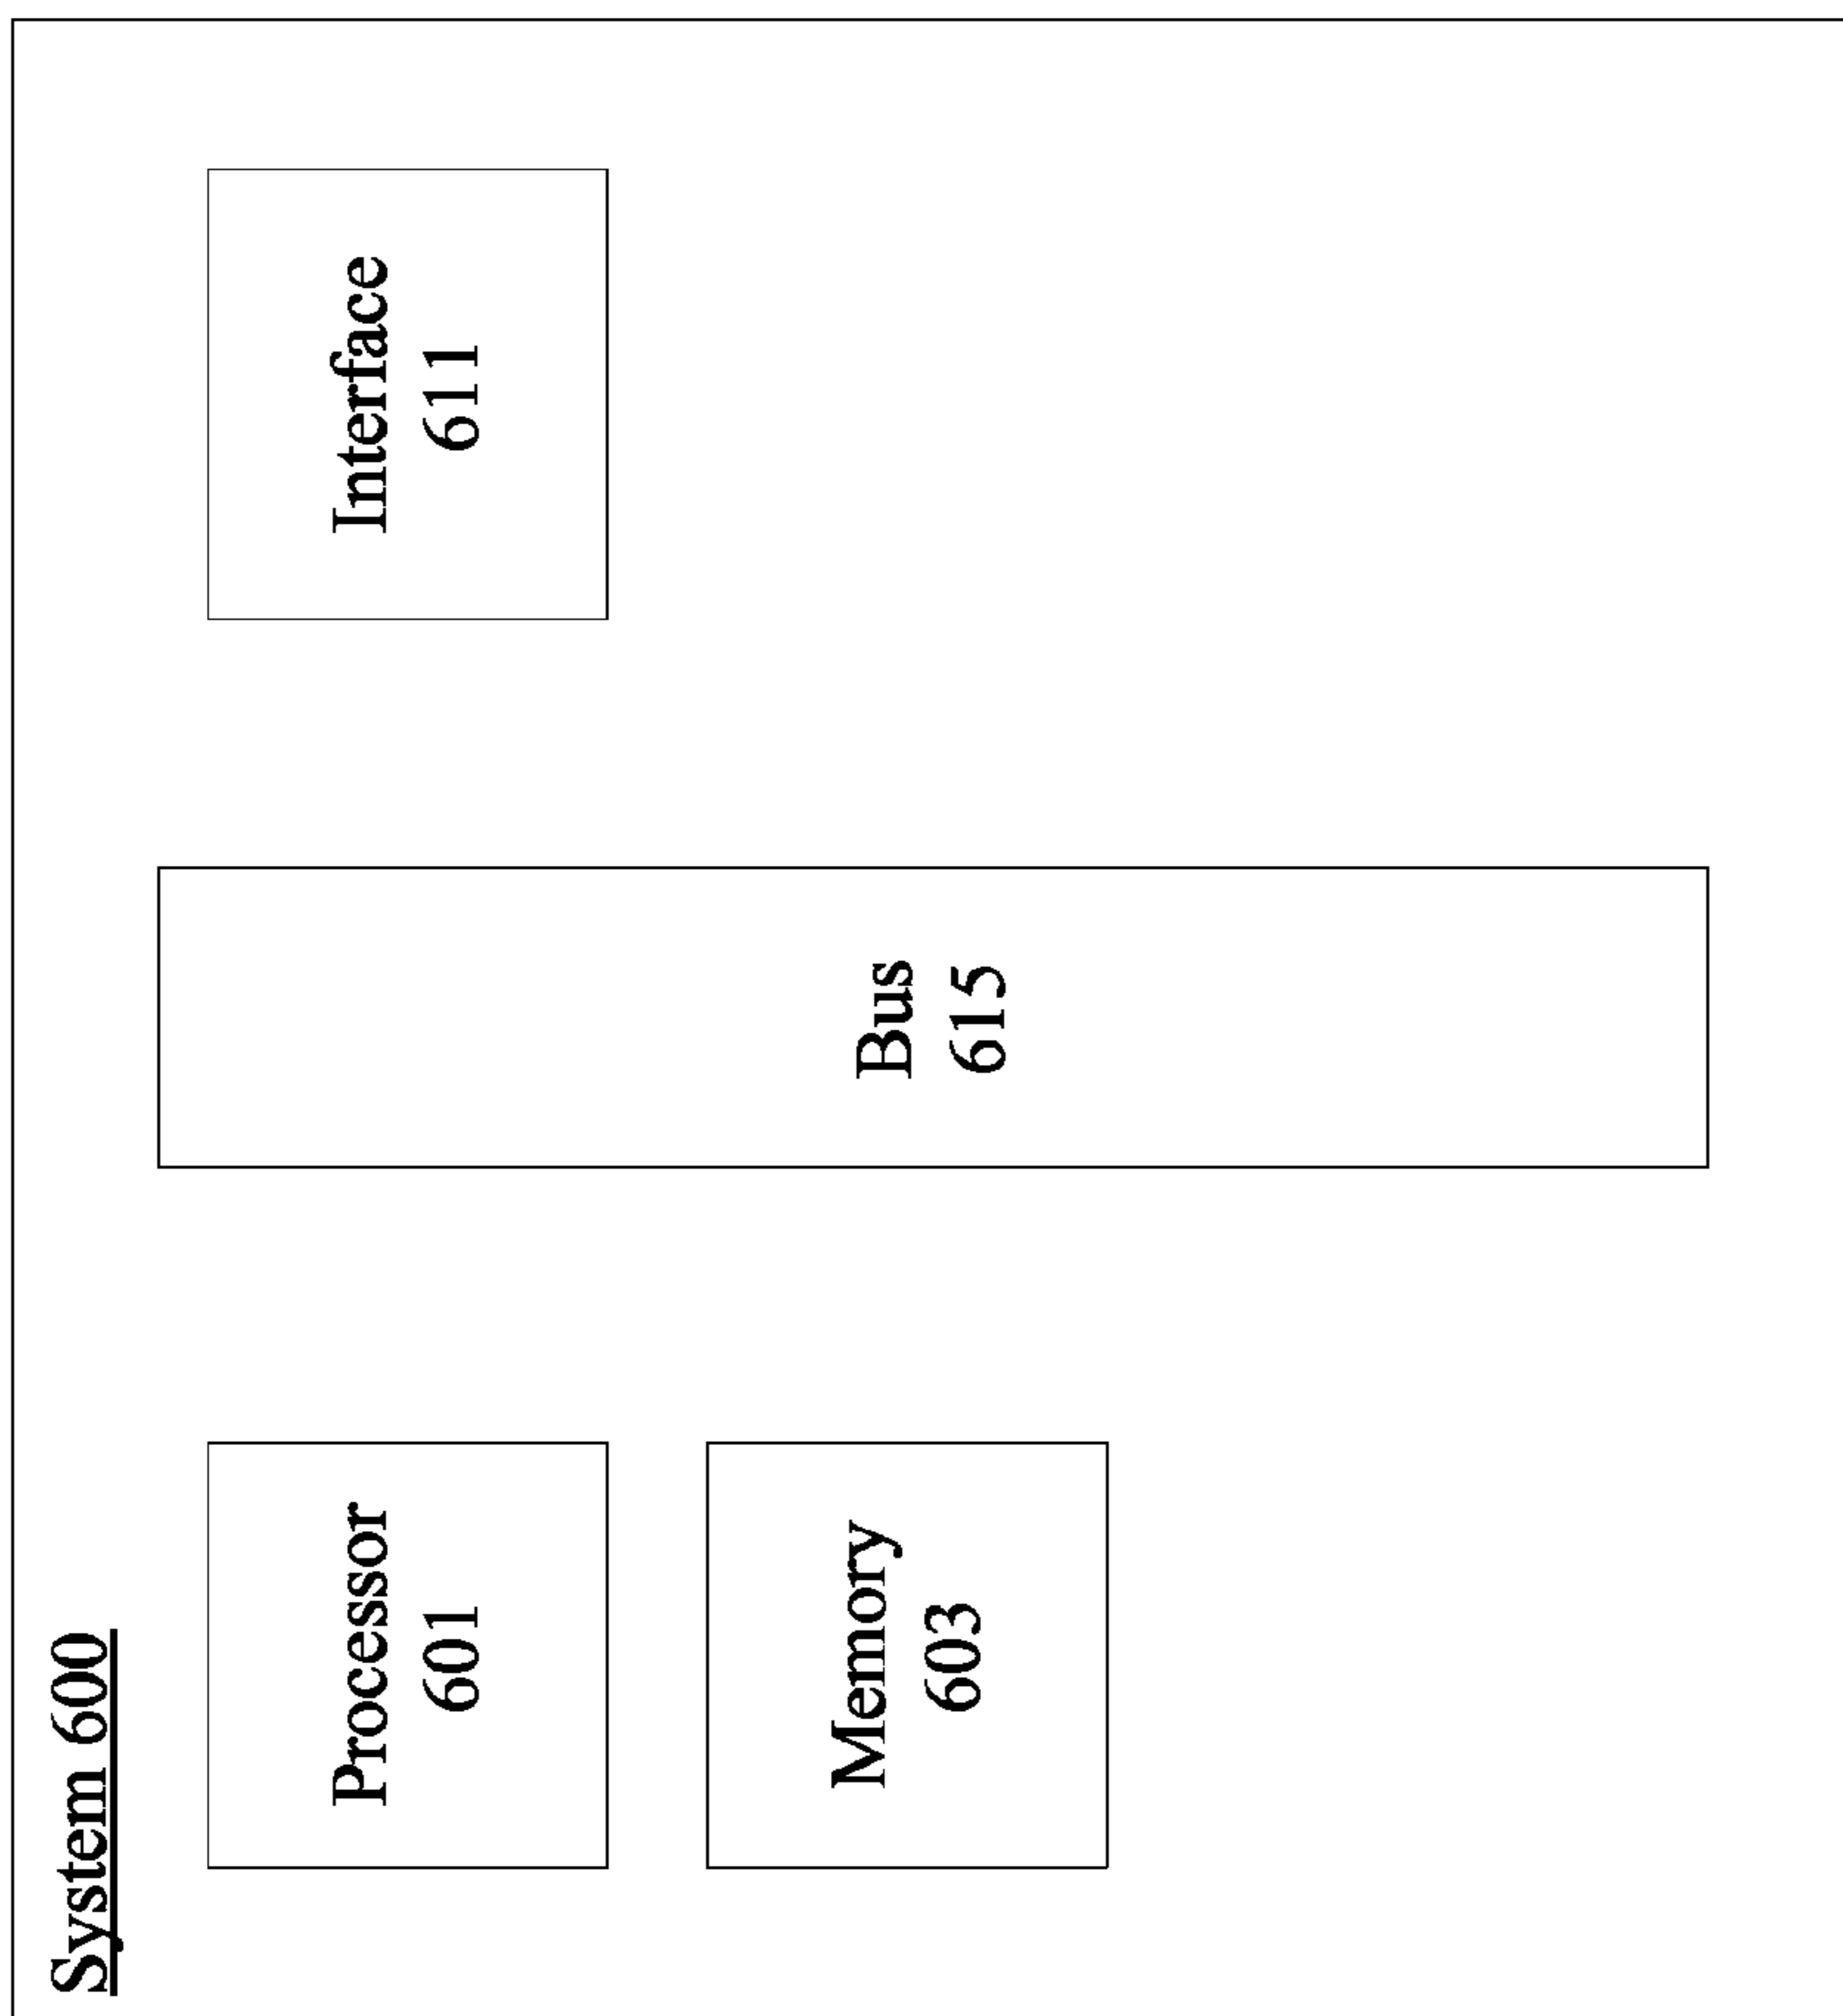 System 600
Processor
601
Memory
603
Bus
615
Interface
611